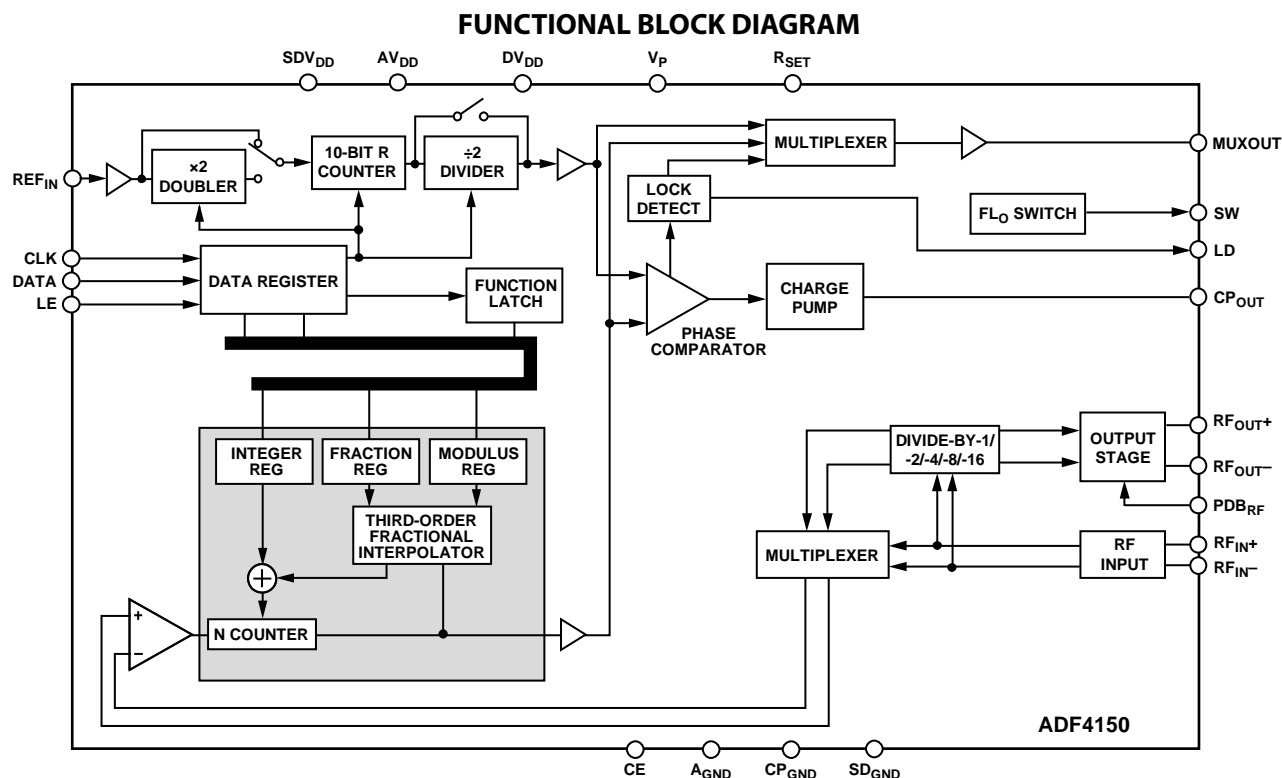 FUNCTIONAL BLOCK DIAGRAM
SDVDD
AVDD
DVDD
VP
RSET
REFIN
×2
DOUBLER
10-BIT R
COUNTER
÷2
DIVIDER
MULTIPLEXER
MUXOUT
LOCK
DETECT
FLO SWITCH
SW
LD
CLK
DATA
LE
DATA REGISTER
FUNCTION
LATCH
PHASE
COMPARATOR
CHARGE
PUMP
CPOUT
INTEGER
REG
FRACTION
REG
MODULUS
REG
THIRD-ORDER
FRACTIONAL
INTERPOLATOR
+
−
N COUNTER
DIVIDE-BY-1/
-2/-4/-8/-16
OUTPUT
STAGE
RFOUT+
RFOUT−
PDBRF
MULTIPLEXER
RF
INPUT
RFIN+
RFIN−
ADF4150
CE
AGND
CPGND
SDGND